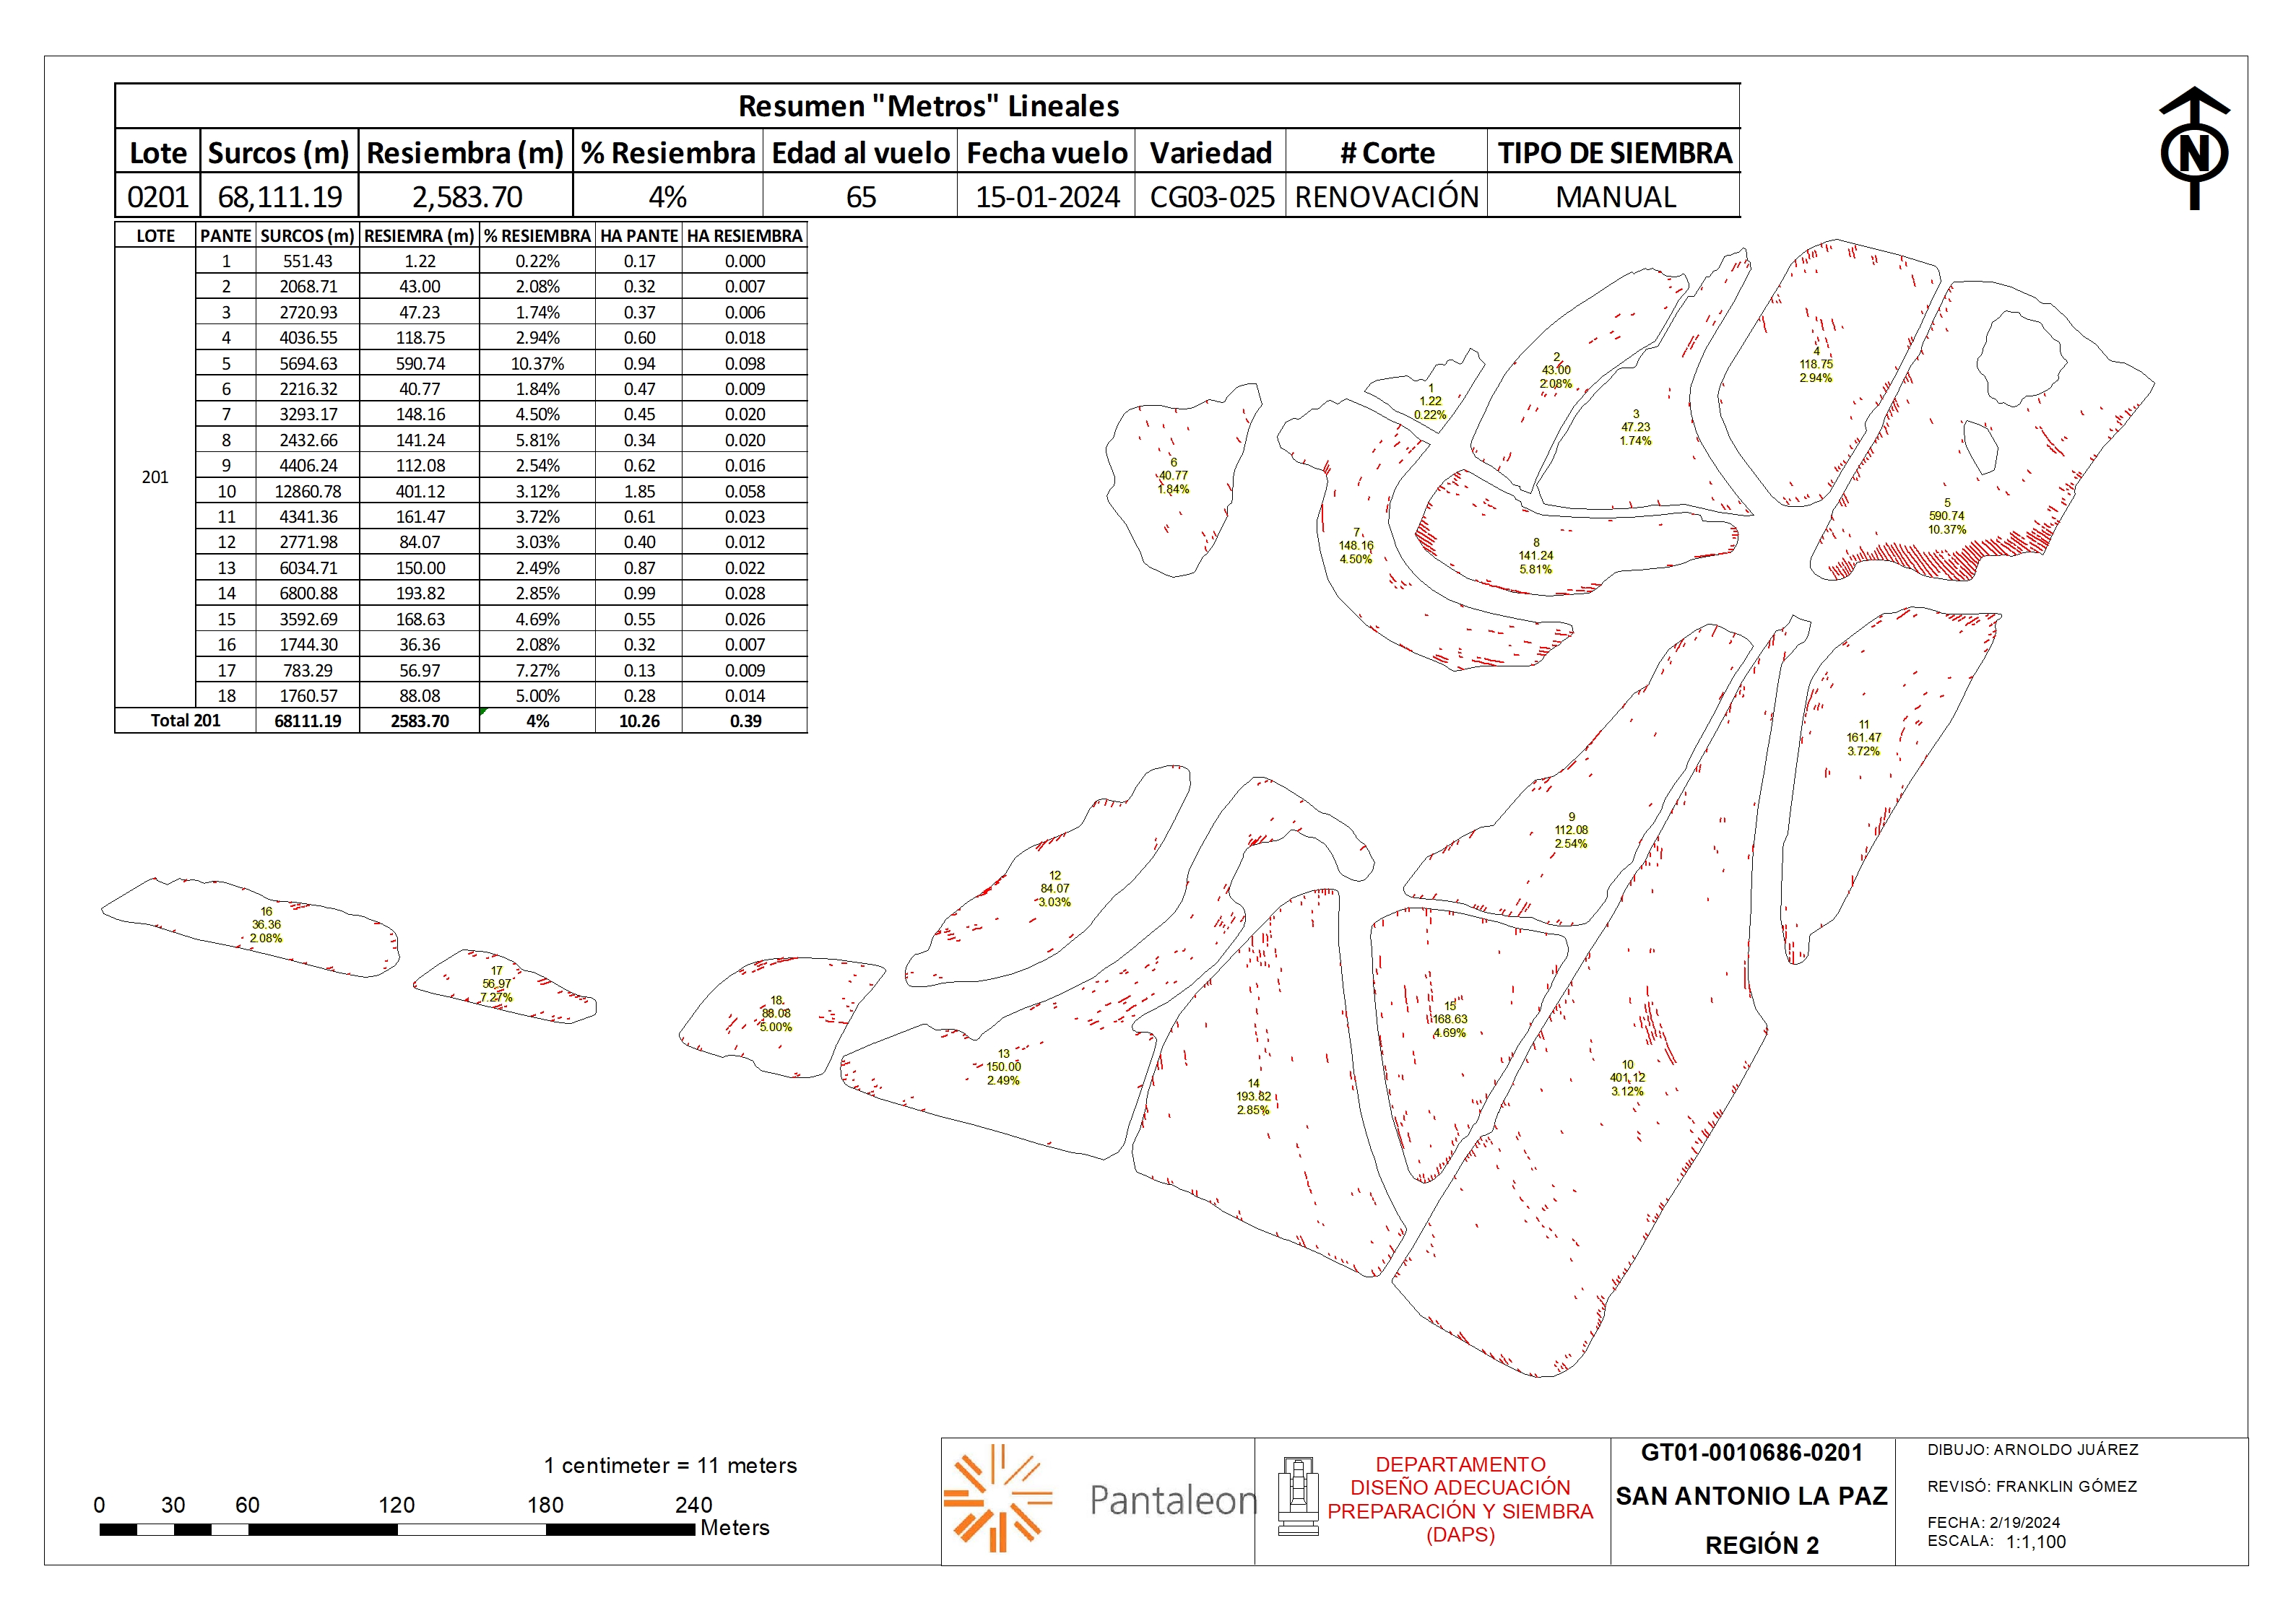 Resumen "Metros" Lineales
Lote Surcos (m) Resiembra (m) % Resiembra Edad al vuelo Fecha vuelo Variedad # Corte TIPO DE SIEMBRA
0201 68,111.19 2,583.70 4% 65 15-01-2024 CG03-025 RENOVACIÓN MANUAL
LOTE PANTE SURCOS (m) RESIEMRA (m) % RESIEMBRA HA PANTE HA RESIEMBRA
1 551.43 1.22 0.22% 0.17 0.000
2 2068.71 43.00 2.08% 0.32 0.007
3 2720.93 47.23 1.74% 0.37 0.006
4 4036.55 118.75 2.94% 0.60 0.018
5 5694.63 590.74 10.37% 0.94 0.098
6 2216.32 40.77 1.84% 0.47 0.009
7 3293.17 148.16 4.50% 0.45 0.020
8 2432.66 141.24 5.81% 0.34 0.020
9 4406.24 112.08 2.54% 0.62 0.016
201
10 12860.78 401.12 3.12% 1.85 0.058
11 4341.36 161.47 3.72% 0.61 0.023
12 2771.98 84.07 3.03% 0.40 0.012
13 6034.71 150.00 2.49% 0.87 0.022
14 6800.88 193.82 2.85% 0.99 0.028
15 3592.69 168.63 4.69% 0.55 0.026
16 1744.30 36.36 2.08% 0.32 0.007
17 783.29 56.97 7.27% 0.13 0.009
18 1760.57 88.08 5.00% 0.28 0.014
Total 201 68111.19 2583.70 4% 10.26 0.39
N
1
1.22
0.22%
2
43.00
2.08%
3
47.23
1.74%
4
118.75
2.94%
5
590.74
10.37%
6
40.77
1.84%
7
148.16
4.50%
8
141.24
5.81%
9
112.08
2.54%
10
401.12
3.12%
11
161.47
3.72%
12
84.07
3.03%
13
150.00
2.49%
14
193.82
2.85%
15
168.63
4.69%
16
36.36
2.08%
17
56.97
7.27%
18
88.08
5.00%
1 centimeter = 11 meters
0 30 60 120 180 240
Meters
Pantaleon
DEPARTAMENTO
DISEÑO ADECUACIÓN
PREPARACIÓN Y SIEMBRA
(DAPS)
GT01-0010686-0201
SAN ANTONIO LA PAZ
REGIÓN 2
DIBUJO: ARNOLDO JUÁREZ
REVISÓ: FRANKLIN GÓMEZ
FECHA: 2/19/2024
ESCALA: 1:1,100